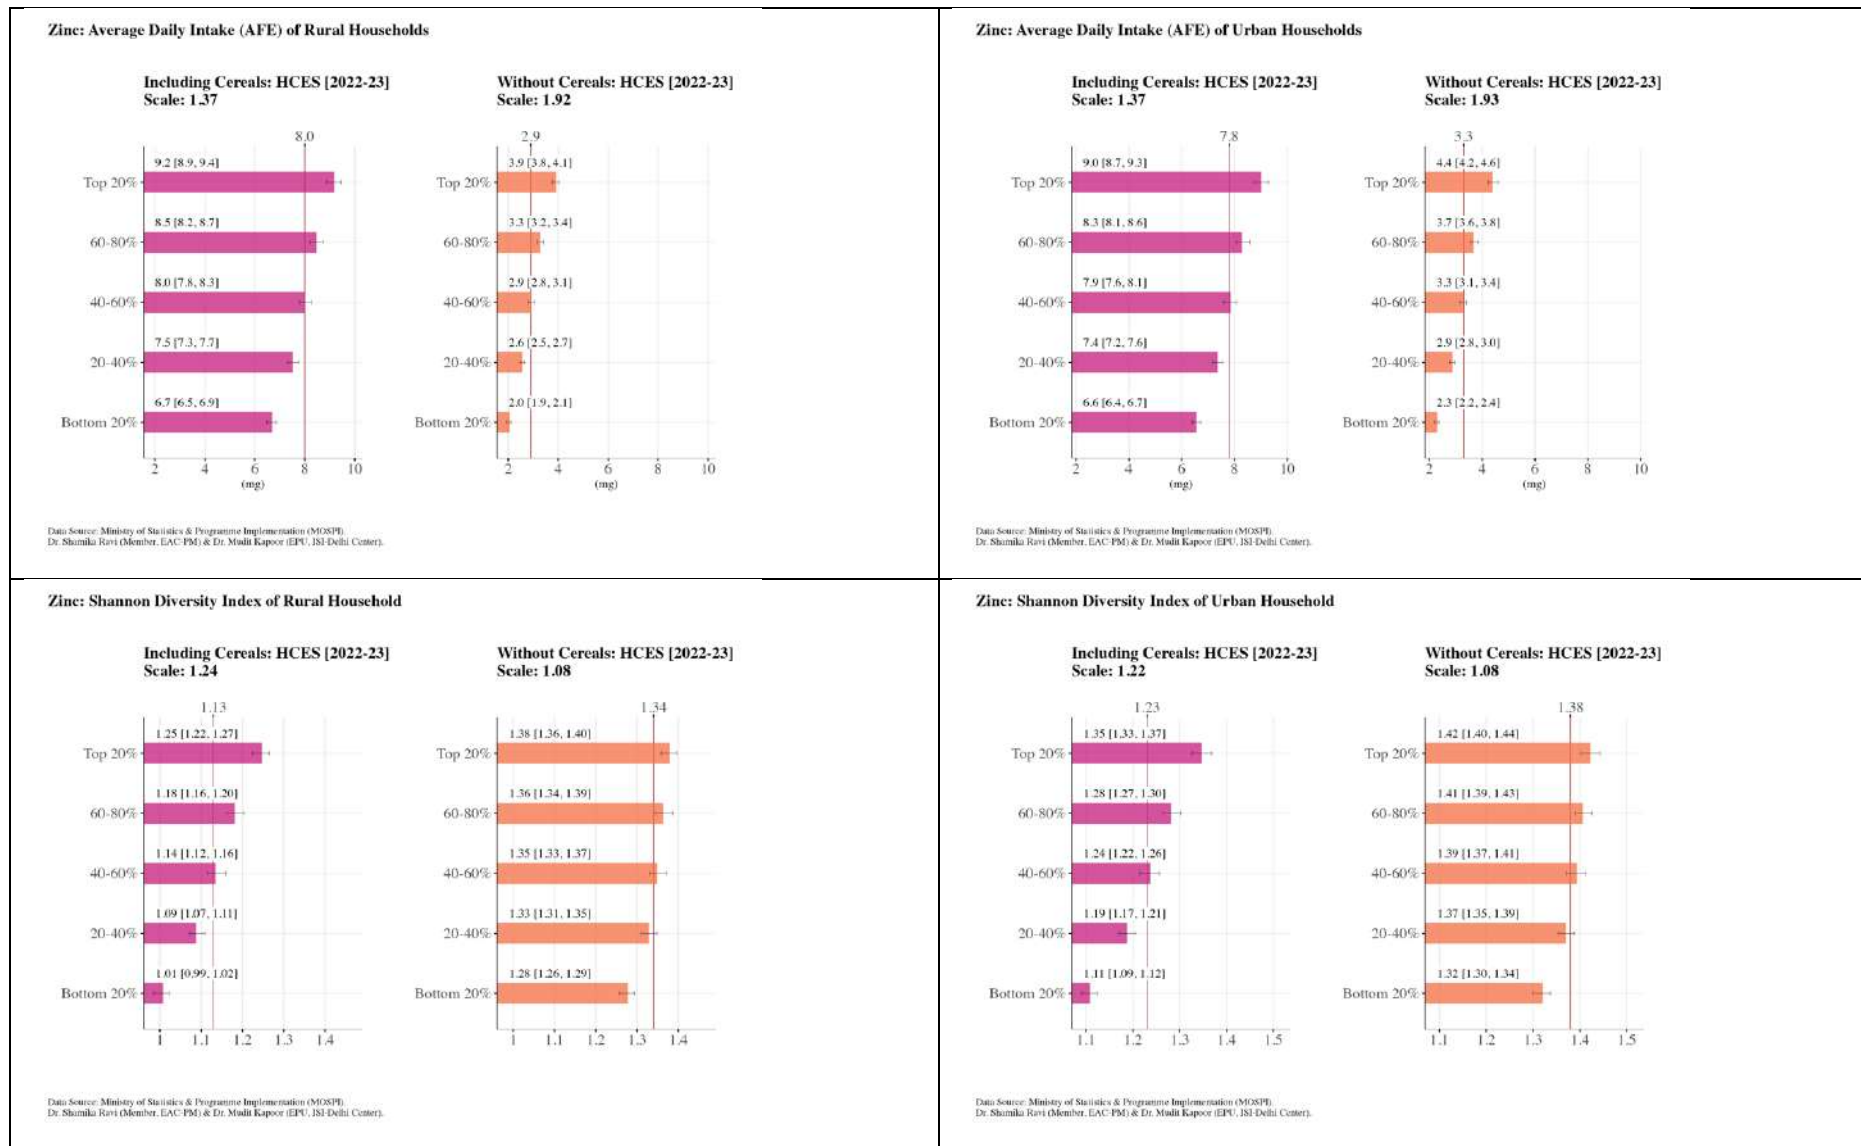 Zinc: Average Daily Intake (AFE) of Rural Households
Including Cereals: HCES [2022-23]
Scale: 1.37
8.0
Top 20%
9.2 [8.9, 9.4]
60-80%
8.5 [8.2, 8.7]
40-60%
8.0 [7.8, 8.3]
20-40%
7.5 [7.3, 7.7]
Bottom 20%
6.7 [6.5, 6.9]
2 4 6 8 10
(mg)
Without Cereals: HCES [2022-23]
Scale: 1.92
2.9
Top 20%
3.9 [3.8, 4.1]
60-80%
3.3 [3.2, 3.4]
40-60%
2.9 [2.8, 3.1]
20-40%
2.6 [2.5, 2.7]
Bottom 20%
2.0 [1.9, 2.1]
2 4 6 8 10
(mg)
Data Source: Ministry of Statistics & Programme Implementation (MOSPI).
Dr. Shamika Ravi (Member, EAC-PM) & Dr. Mudit Kapoor (EPU, ISI-Delhi Center).
Zinc: Average Daily Intake (AFE) of Urban Households
Including Cereals: HCES [2022-23]
Scale: 1.37
7.8
Top 20%
9.0 [8.7, 9.3]
60-80%
8.3 [8.1, 8.6]
40-60%
7.9 [7.6, 8.1]
20-40%
7.4 [7.2, 7.6]
Bottom 20%
6.6 [6.4, 6.7]
2 4 6 8 10
(mg)
Without Cereals: HCES [2022-23]
Scale: 1.93
3.3
Top 20%
4.4 [4.2, 4.6]
60-80%
3.7 [3.6, 3.8]
40-60%
3.3 [3.1, 3.4]
20-40%
2.9 [2.8, 3.0]
Bottom 20%
2.3 [2.2, 2.4]
2 4 6 8 10
(mg)
Data Source: Ministry of Statistics & Programme Implementation (MOSPI).
Dr. Shamika Ravi (Member, EAC-PM) & Dr. Mudit Kapoor (EPU, ISI-Delhi Center).
Zinc: Shannon Diversity Index of Rural Household
Including Cereals: HCES [2022-23]
Scale: 1.24
1.13
Top 20%
1.25 [1.22, 1.27]
60-80%
1.18 [1.16, 1.20]
40-60%
1.14 [1.12, 1.16]
20-40%
1.09 [1.07, 1.11]
Bottom 20%
1.01 [0.99, 1.02]
1 1.1 1.2 1.3 1.4
Without Cereals: HCES [2022-23]
Scale: 1.08
1.34
Top 20%
1.38 [1.36, 1.40]
60-80%
1.36 [1.34, 1.39]
40-60%
1.35 [1.33, 1.37]
20-40%
1.33 [1.31, 1.35]
Bottom 20%
1.28 [1.26, 1.29]
1 1.1 1.2 1.3 1.4
Data Source: Ministry of Statistics & Programme Implementation (MOSPI).
Dr. Shamika Ravi (Member, EAC-PM) & Dr. Mudit Kapoor (EPU, ISI-Delhi Center).
Zinc: Shannon Diversity Index of Urban Household
Including Cereals: HCES [2022-23]
Scale: 1.22
1.23
Top 20%
1.35 [1.33, 1.37]
60-80%
1.28 [1.27, 1.30]
40-60%
1.24 [1.22, 1.26]
20-40%
1.19 [1.17, 1.21]
Bottom 20%
1.11 [1.09, 1.12]
1.1 1.2 1.3 1.4 1.5
Without Cereals: HCES [2022-23]
Scale: 1.08
1.38
Top 20%
1.42 [1.40, 1.44]
60-80%
1.41 [1.39, 1.43]
40-60%
1.39 [1.37, 1.41]
20-40%
1.37 [1.35, 1.39]
Bottom 20%
1.32 [1.30, 1.34]
1.1 1.2 1.3 1.4 1.5
Data Source: Ministry of Statistics & Programme Implementation (MOSPI).
Dr. Shamika Ravi (Member, EAC-PM) & Dr. Mudit Kapoor (EPU, ISI-Delhi Center).